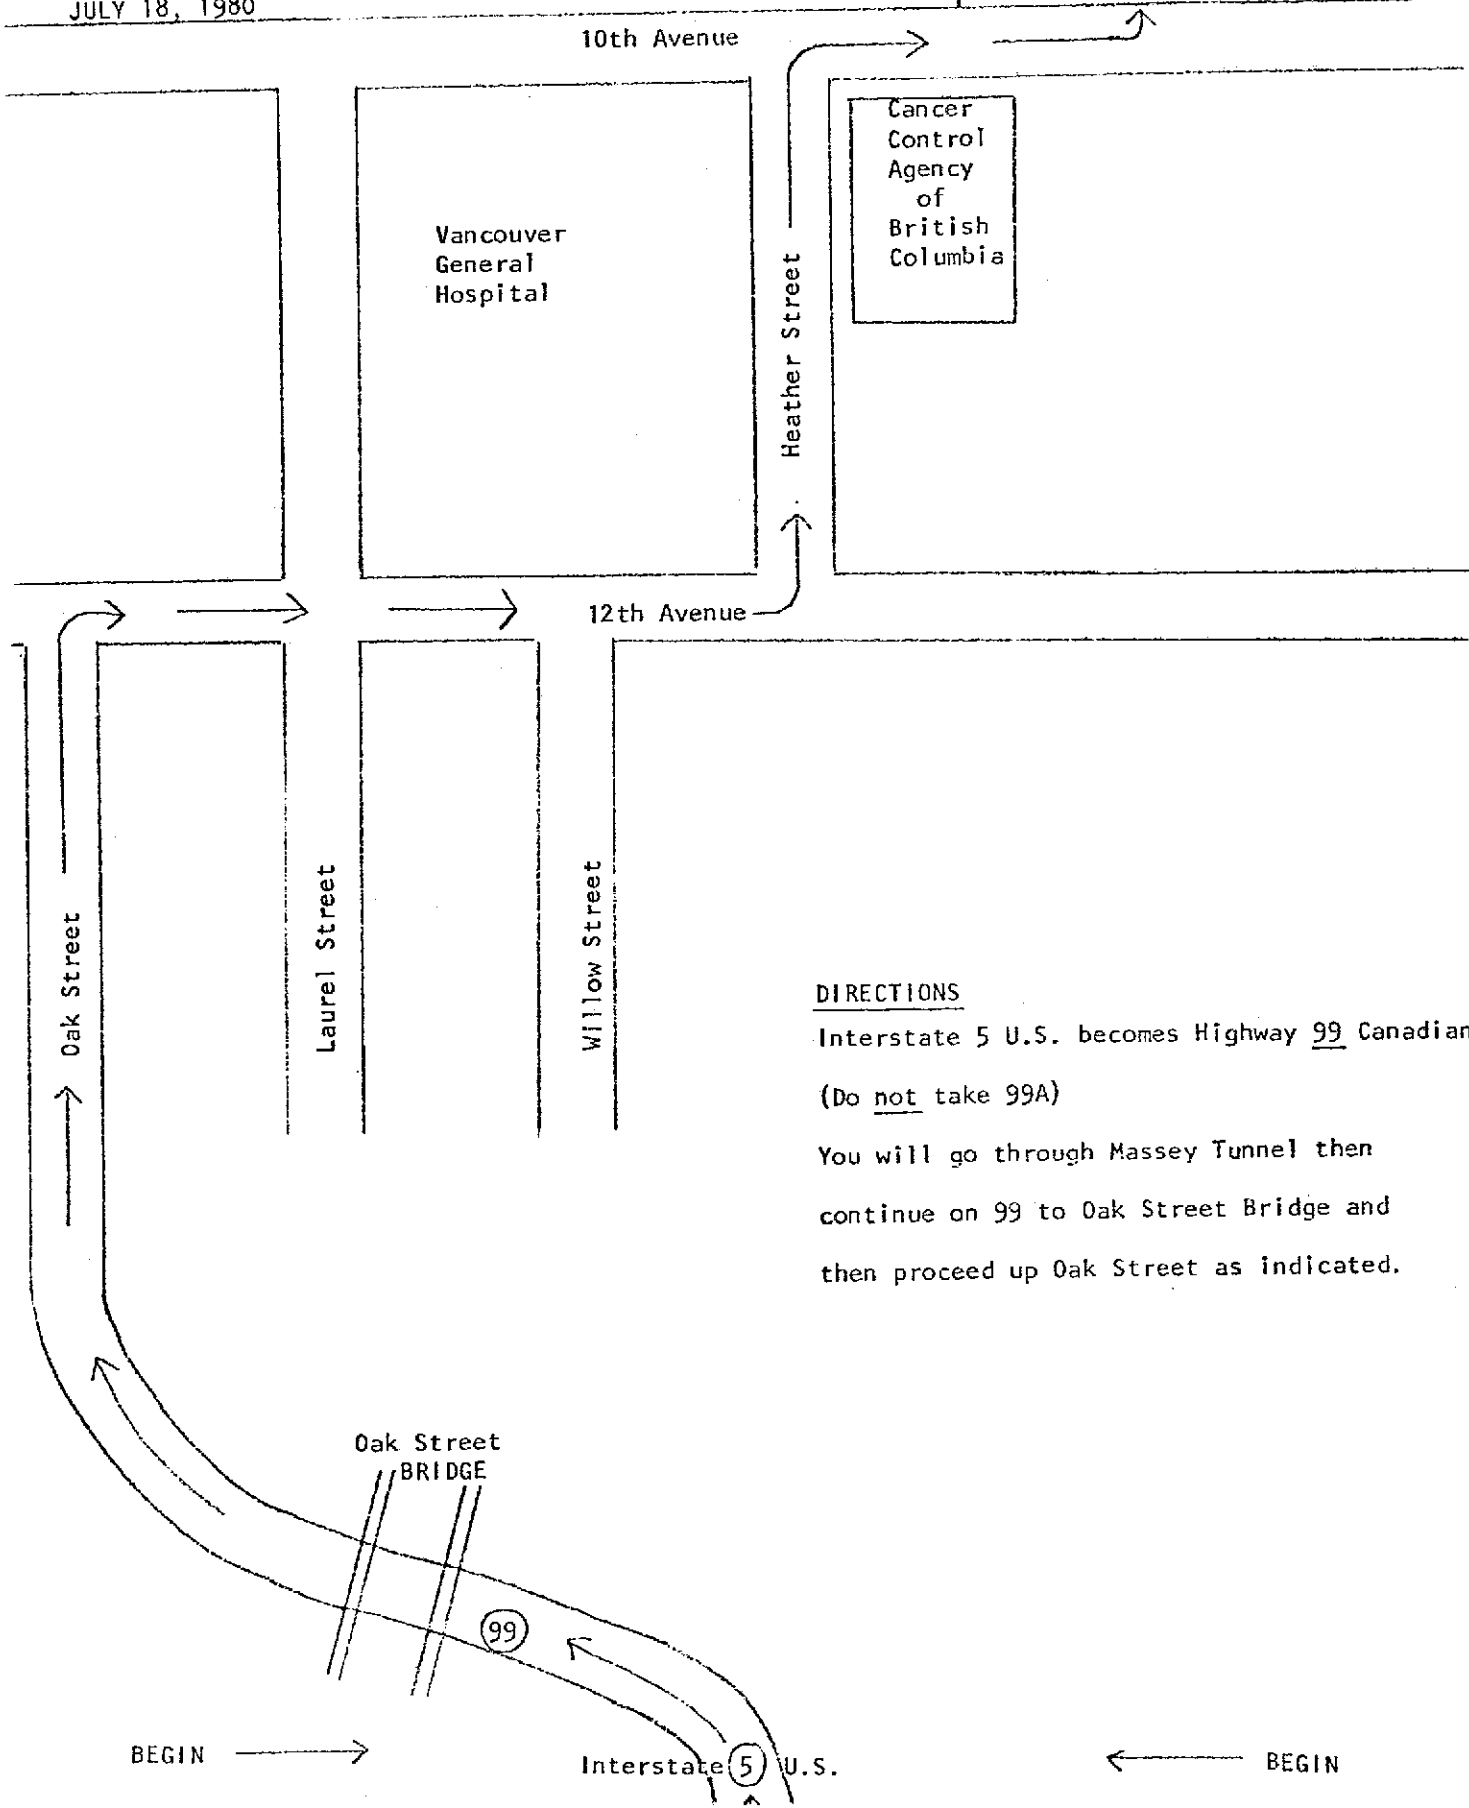 JULY 18, 1980
10th Avenue
Cancer
Control
Agency
of
British
Columbia
Vancouver
General
Hospital
Heather Street
12th Avenue
Oak Street
Laurel Street
Willow Street
DIRECTIONS
Interstate 5 U.S. becomes Highway 99 Canadian
(Do not take 99A)
You will go through Massey Tunnel then
continue on 99 to Oak Street Bridge and
then proceed up Oak Street as indicated.
Oak Street
BRIDGE
99
BEGIN
Interstate 5 U.S.
BEGIN